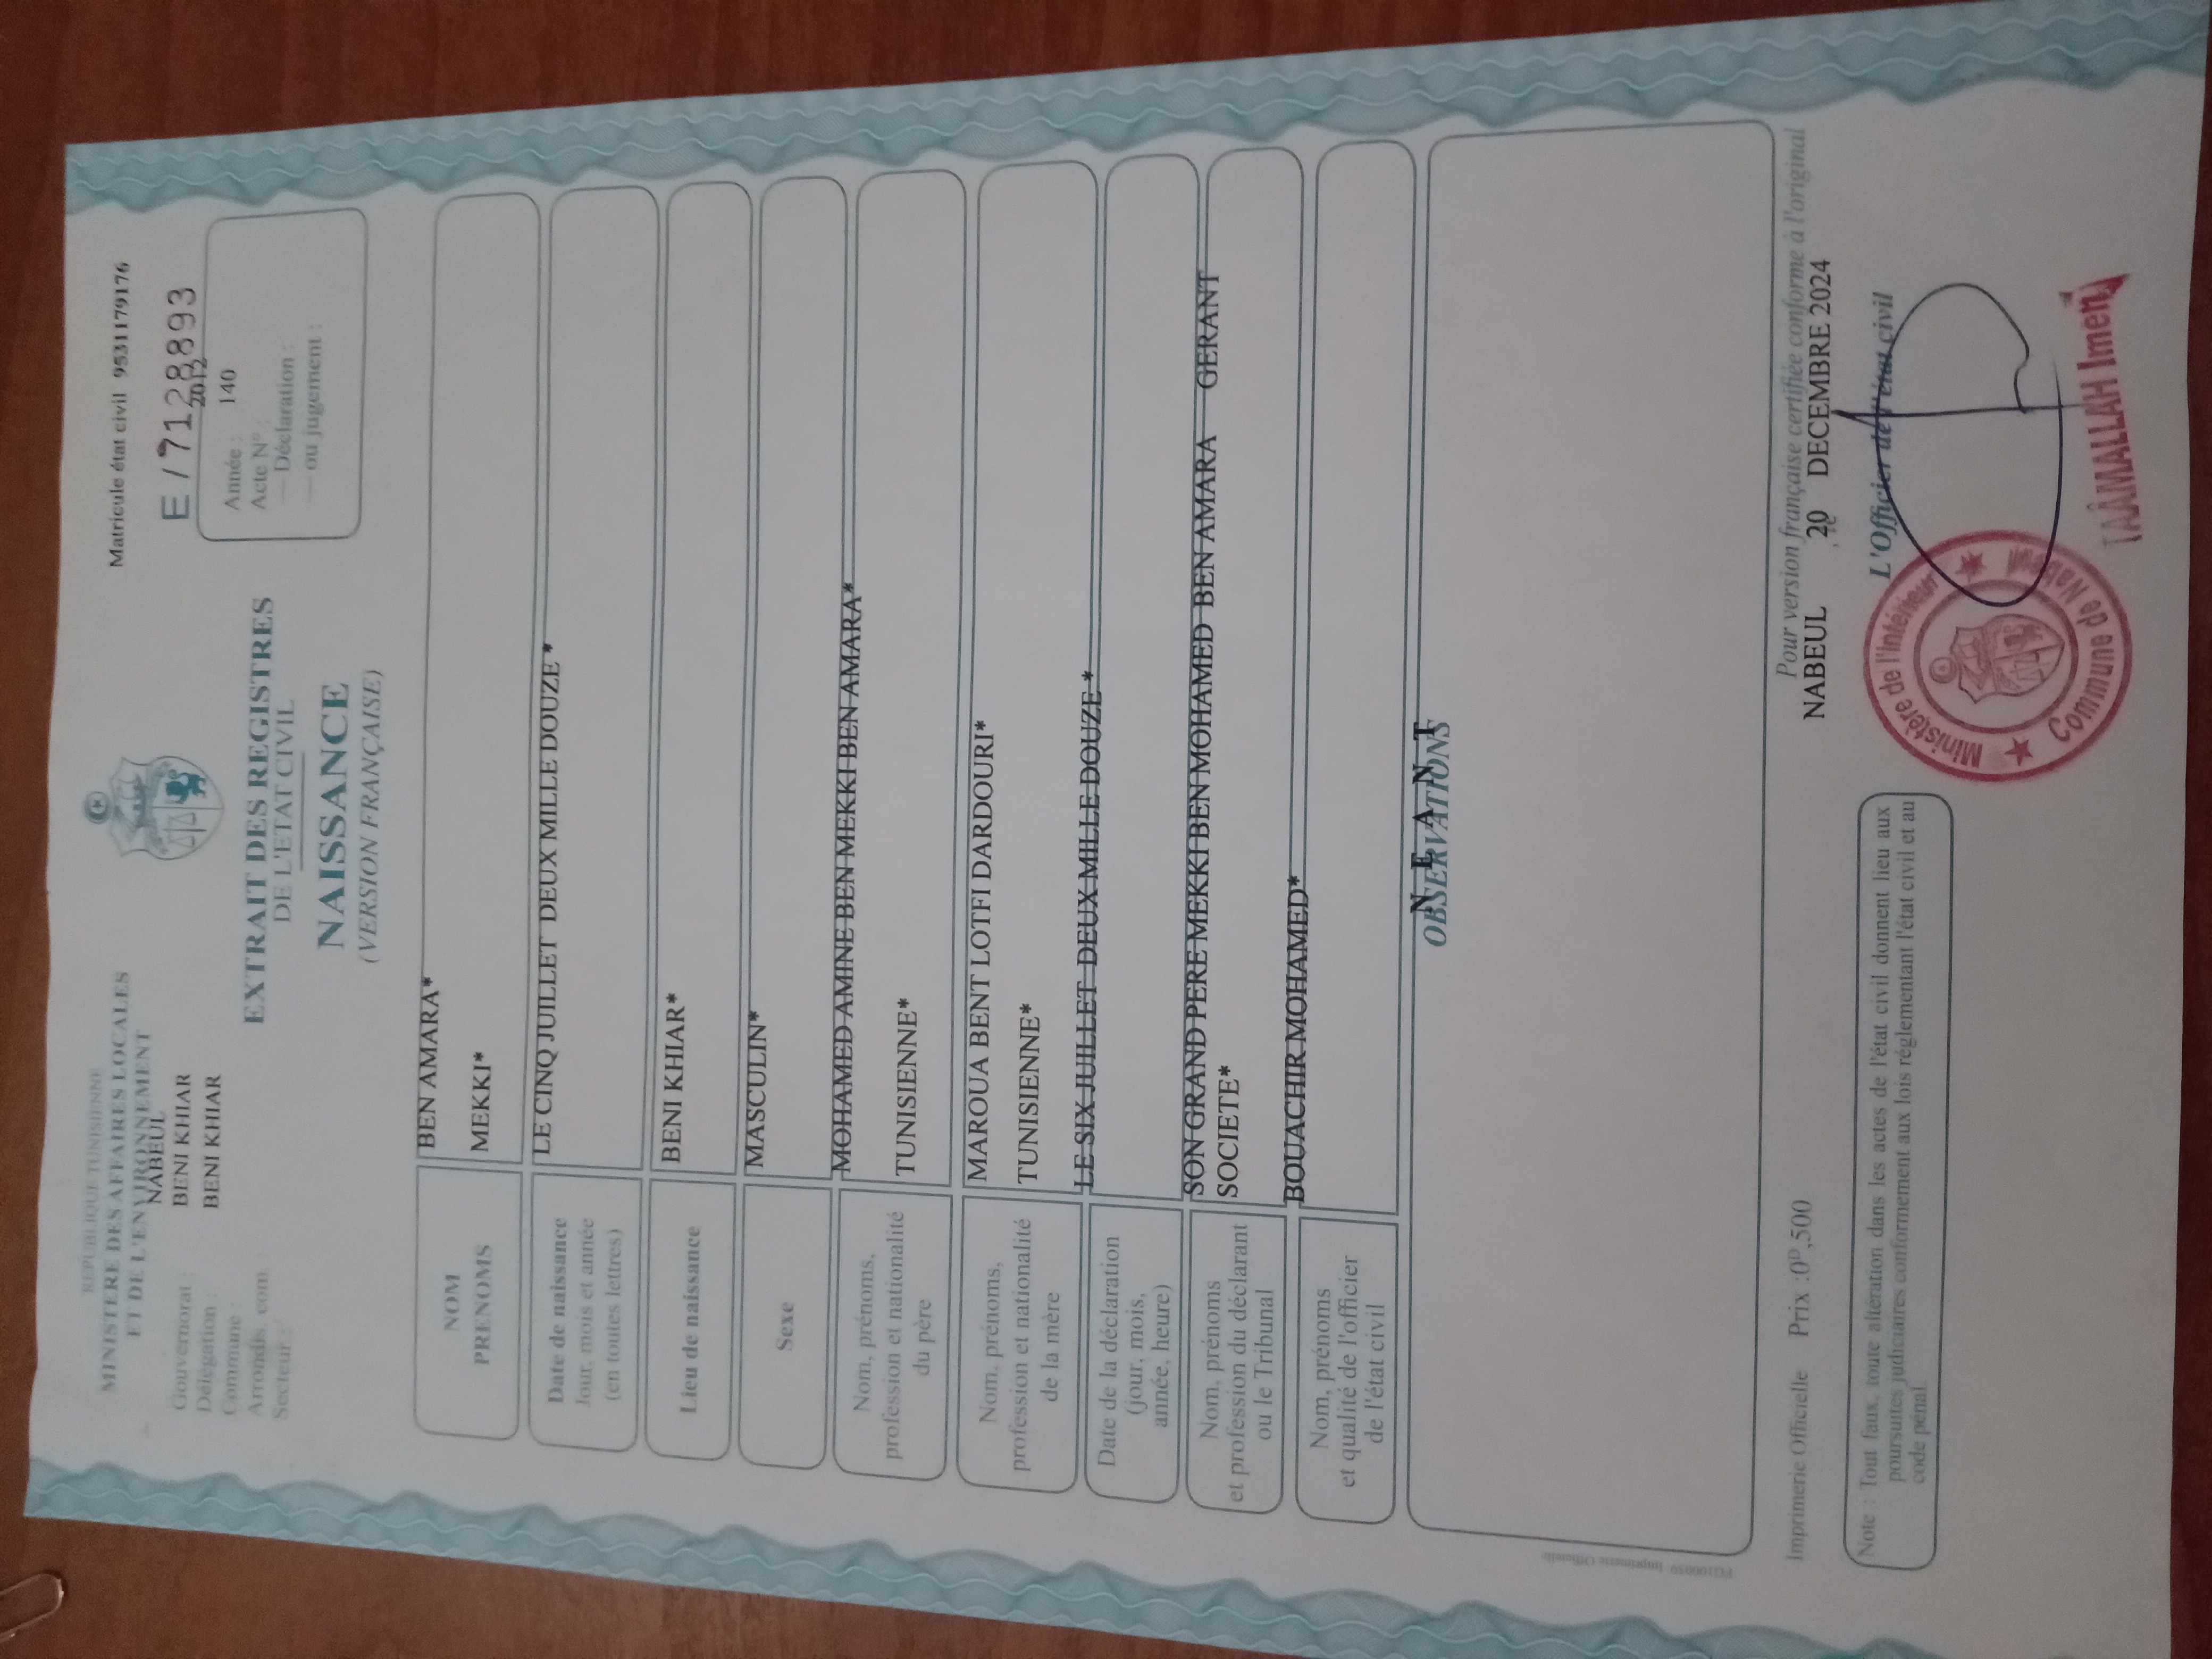 REPUBLIQUE TUNISIENNE
MINISTERE DES AFFAIRES LOCALES
ET DE L'ENVIRONNEMENT
Gouvernorat : NABEUL
Délégation : BENI KHIAR
Commune : BENI KHIAR
Arrondis. com. :
Secteur :
Matricule état civil 9531179176
E / 7128893
Année : 2012
Acte N° : 140
— Déclaration :
— ou jugement :
EXTRAIT DES REGISTRES
DE L'ETAT CIVIL
NAISSANCE
(VERSION FRANÇAISE)
NOM BEN AMARA*
PRENOMS MEKKI*
Date de naissance LE CINQ JUILLET DEUX MILLE DOUZE *
Jour, mois et année
(en toutes lettres)
Lieu de naissance BENI KHIAR*
Sexe MASCULIN*
Nom, prénoms, MOHAMED AMINE BEN MEKKI BEN AMARA*
profession et nationalité TUNISIENNE*
du père
Nom, prénoms, MAROUA BENT LOTFI DARDOURI*
profession et nationalité TUNISIENNE*
de la mère
Date de la déclaration LE SIX JUILLET DEUX MILLE DOUZE *
(jour, mois,
année, heure)
Nom, prénoms SON GRAND PERE MEKKI BEN MOHAMED BEN AMARA GERANT
et profession du déclarant SOCIETE*
ou le Tribunal
Nom, prénoms BOUACHIR MOHAMED*
et qualité de l'officier
de l'état civil
N E A N T
OBSERVATIONS
FG100059 Imprimerie Officielle
Imprimerie Officielle Prix :0D,500
Pour version française certifiée conforme à l'original
NABEUL , le 20 DECEMBRE 2024
L'Officier de l'état civil
Ministère de l'Intérieur
Commune de Nabeul
TAÂMALLAH Imen
Note : Tout faux, toute altération dans les actes de l'état civil donnent lieu aux
poursuites judiciaires conformement aux lois réglementant l'état civil et au
code pénal.